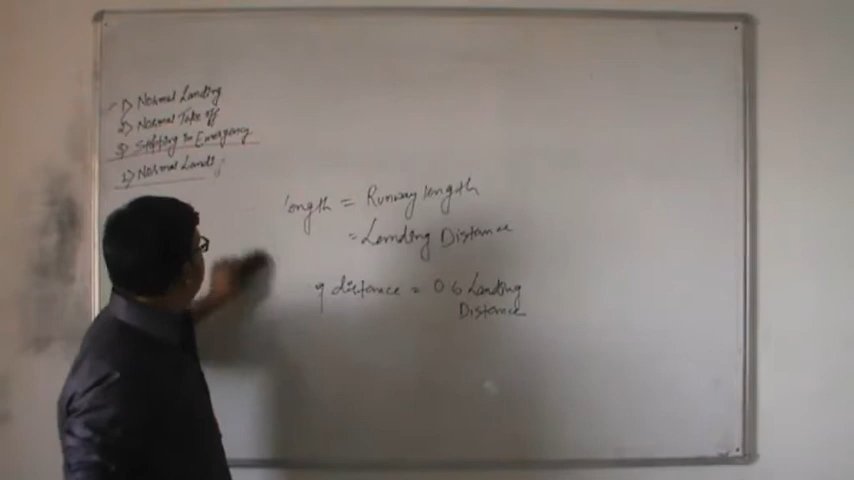 1) Normal Landing
2) Normal Take off
3) Stopping in Emergency
1) Normal Landing
length = Runway length
= Landing Distance
g distance = 0.6 Landing
Distance